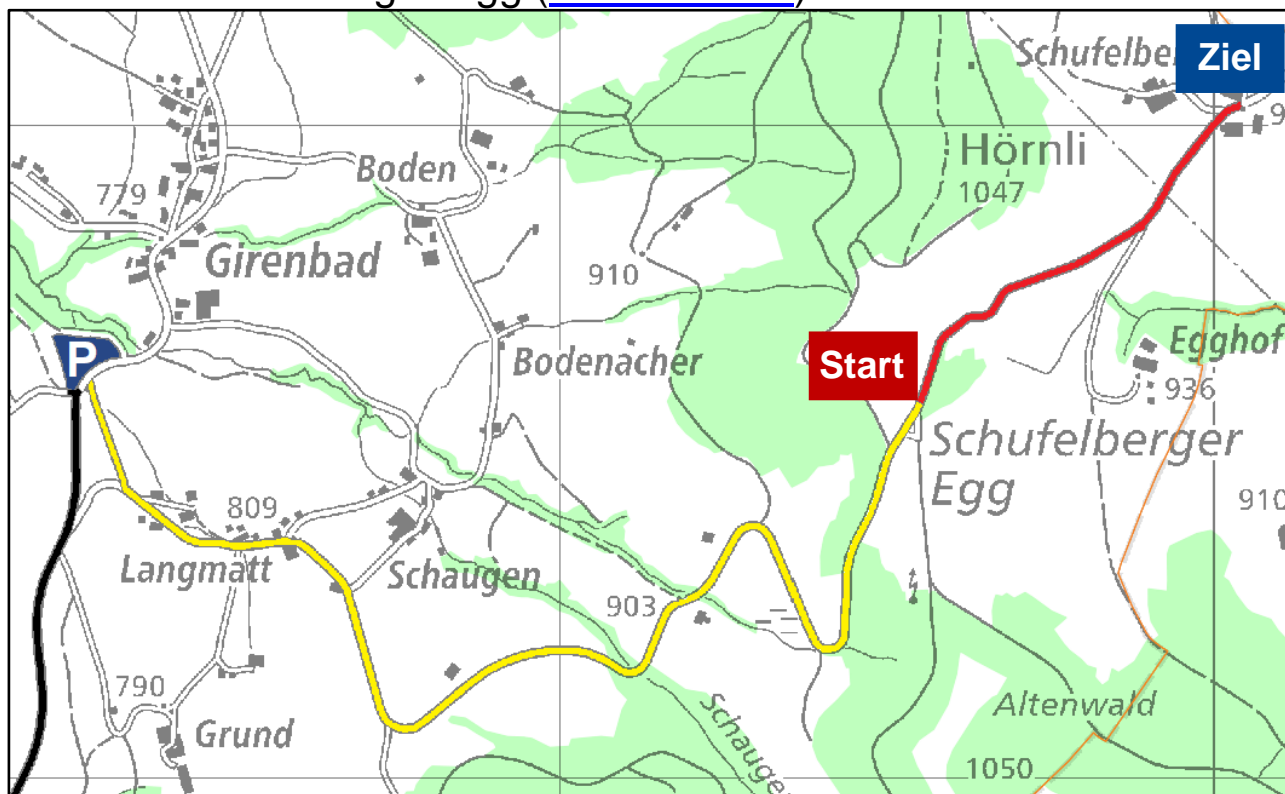 Schufelbe
Ziel
Hörnli
1047
Boden
779
Girenbad
910
P
Bodenacher
Start
Egghof
936
Schufelberger
Egg
809
910
Langmatt
Schaugen
903
790
Grund
Schauge
Altenwald
1050